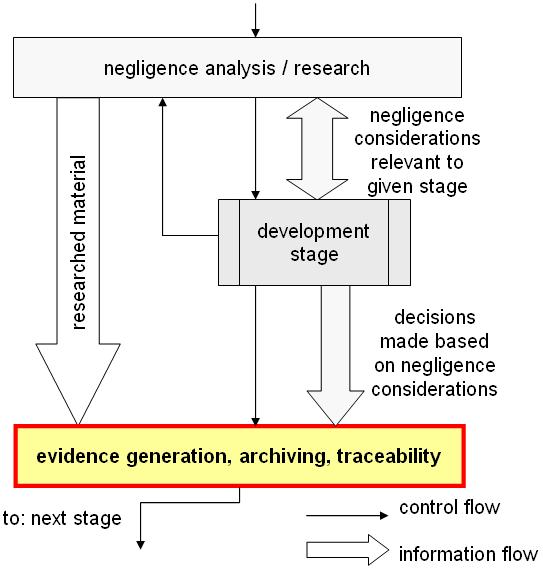 negligence analysis / research
negligence
considerations
relevant to
given stage
researched material
development
stage
decisions
made based
on negligence
considerations
evidence generation, archiving, traceability
to: next stage
control flow
information flow